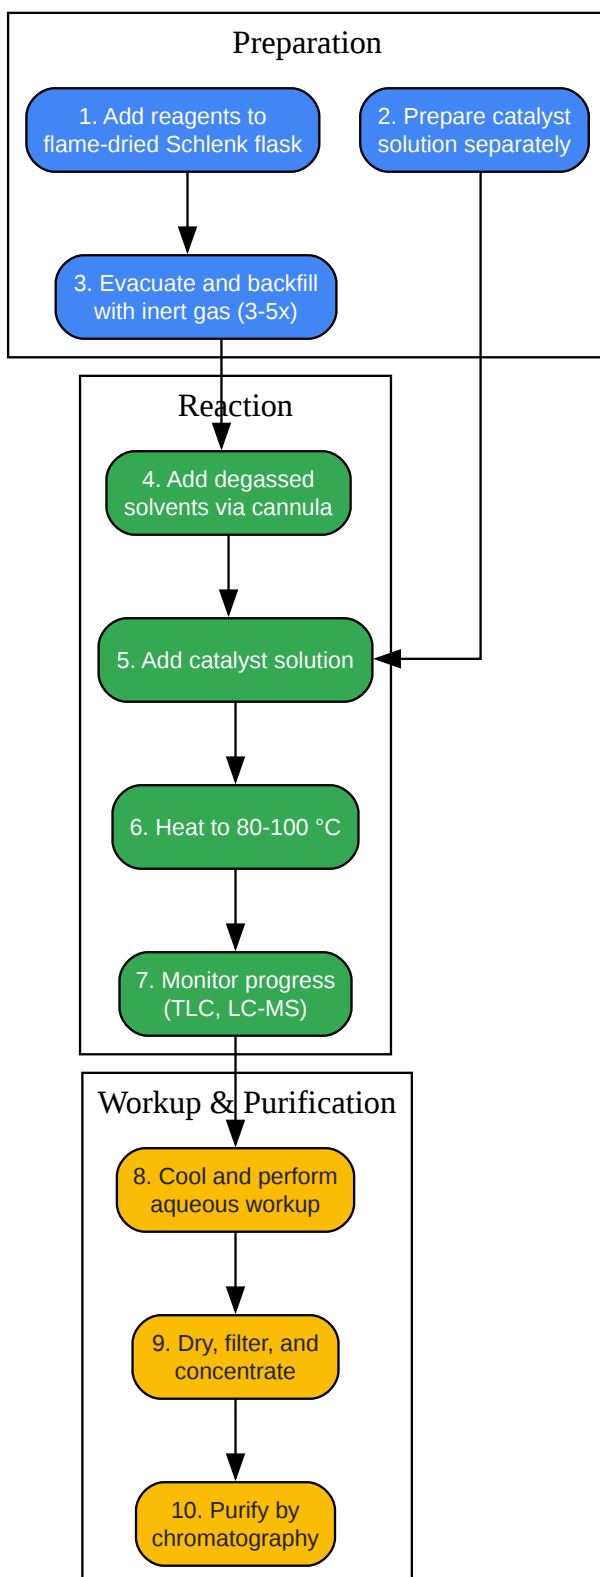 Preparation
1. Add reagents to
flame-dried Schlenk flask
2. Prepare catalyst
solution separately
3. Evacuate and backfill
with inert gas (3-5x)
Reaction
4. Add degassed
solvents via cannula
5. Add catalyst solution
6. Heat to 80-100 °C
7. Monitor progress
(TLC, LC-MS)
Workup & Purification
8. Cool and perform
aqueous workup
9. Dry, filter, and
concentrate
10. Purify by
chromatography